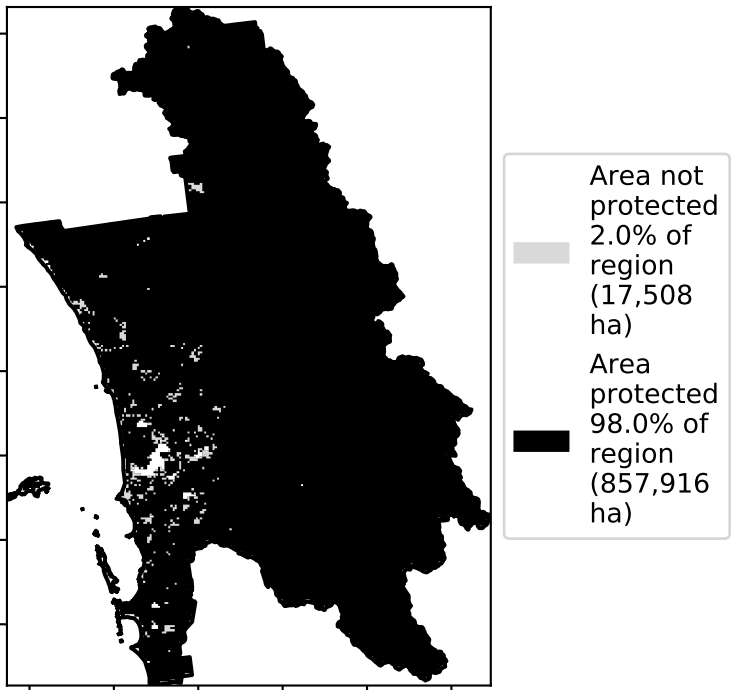 Area not
protected
2.0% of
region
(17,508
ha)
Area
protected
98.0% of
region
(857,916
ha)